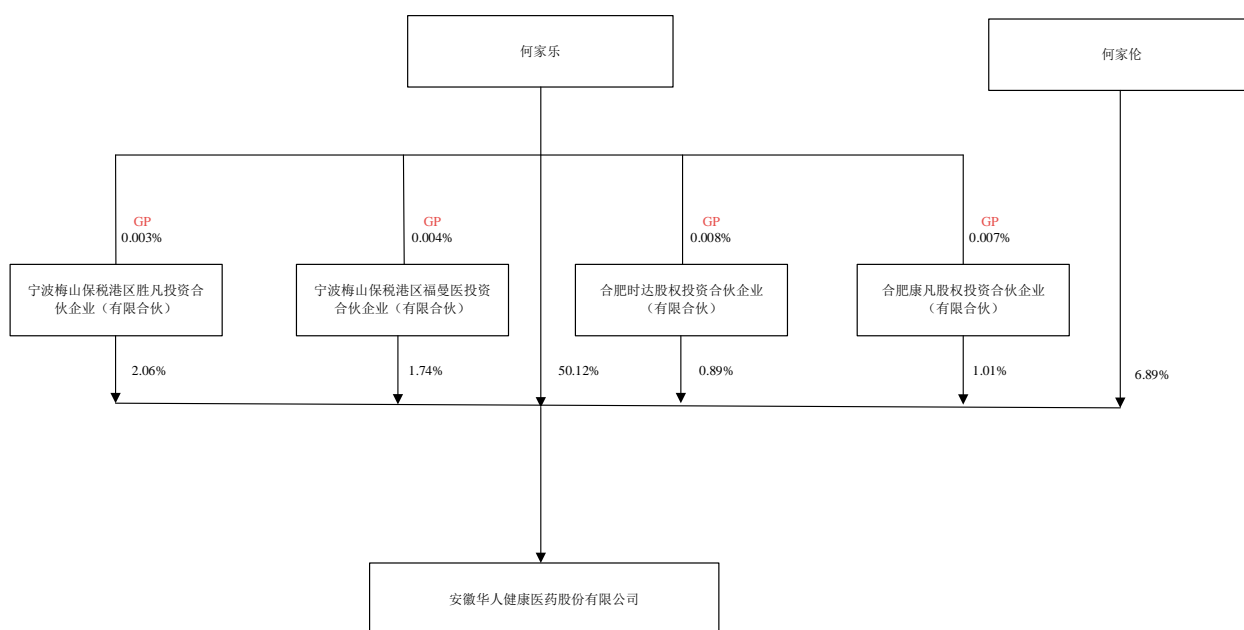 何家乐
何家伦
GP
0.003%
GP
0.004%
GP
0.008%
GP
0.007%
宁波梅山保税港区胜凡投资合
伙企业（有限合伙）
宁波梅山保税港区福曼医投资
合伙企业（有限合伙）
合肥时达股权投资合伙企业
（有限合伙）
合肥康凡股权投资合伙企业
（有限合伙）
2.06%
1.74%
50.12%
0.89%
1.01%
6.89%
安徽华人健康医药股份有限公司